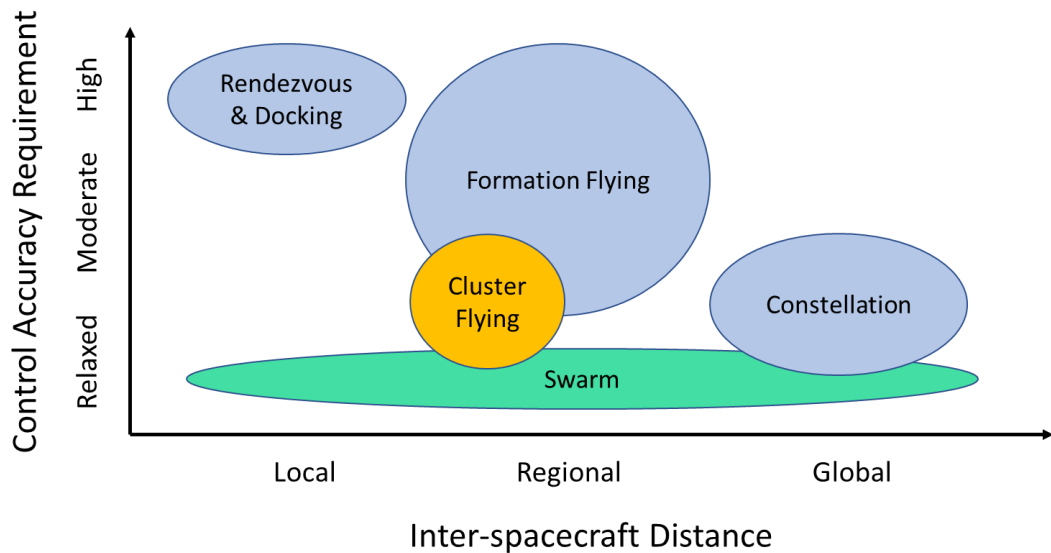 Control Accuracy Requirement
High
Moderate
Relaxed
Rendezvous
& Docking
Formation Flying
Cluster
Flying
Constellation
Swarm
Local
Regional
Global
Inter-spacecraft Distance